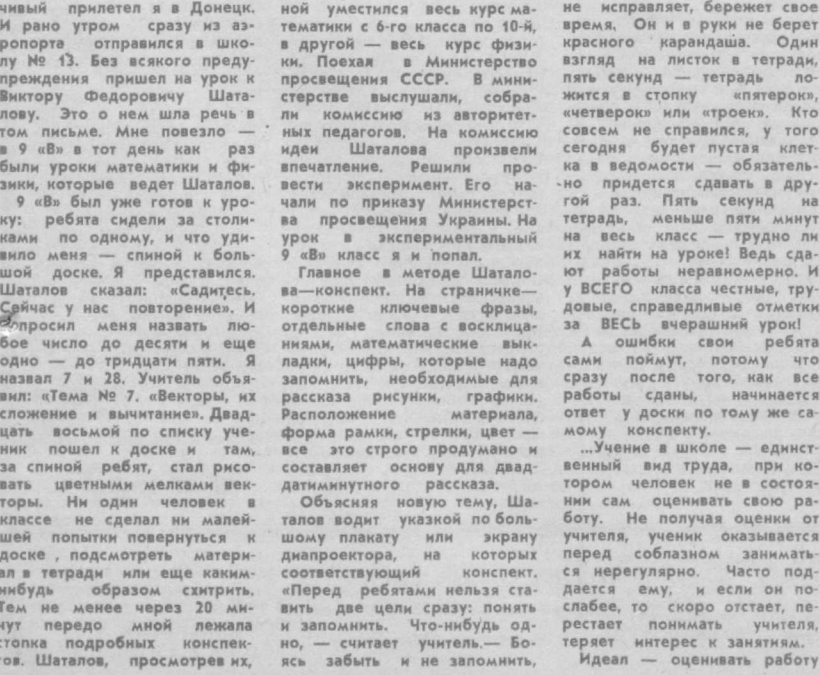 чивый прилетел я в Донецк.
И рано утром сразу из аэ-
ропорта отправился в шко-
лу № 13. Без всякого преду-
преждения пришел на урок к
Виктору Федоровичу Шата-
лову. Это о нем шла речь в
том письме. Мне повезло —
в 9 «В» в тот день как раз
были уроки математики и фи-
зики, которые ведет Шаталов.
9 «В» был уже готов к уро-
ку: ребята сидели за столи-
ками по одному, и что уди-
вило меня — спиной к боль-
шой доске. Я представился.
Шаталов сказал: «Садитесь.
Сейчас у нас повторение». И
попросил меня назвать лю-
бое число до десяти и еще
одно — до тридцати пяти. Я
назвал 7 и 28. Учитель объя-
вил: «Тема № 7. «Векторы, их
сложение и вычитание». Двад-
цать восьмой по списку уче-
ник пошел к доске и там,
за спиной ребят, стал рисо-
вать цветными мелками век-
торы. Ни один человек в
классе не сделал ни малей-
шей попытки повернуться к
доске , подсмотреть матери-
ал в тетради или еще каким-
нибудь образом схитрить.
Тем не менее через 20 ми-
нут передо мной лежала
стопка подробных конспек-
тов. Шаталов, просмотрев их,
ной уместился весь курс ма-
тематики с 6-го класса по 10-й,
в другой — весь курс физи-
ки. Поехал в Министерство
просвещения СССР. В мини-
стерстве выслушали, собра-
ли комиссию из авторитет-
ных педагогов. На комиссию
идеи Шаталова произвели
впечатление. Решили про-
вести эксперимент. Его на-
чали по приказу Министерст-
ва просвещения Украины. На
урок в экспериментальный
9 «В» класс я и попал.
Главное в методе Шатало-
ва—конспект. На страничке—
короткие ключевые фразы,
отдельные слова с восклица-
ниями, математические вык-
ладки, цифры, которые надо
запомнить, необходимые для
рассказа рисунки, графики.
Расположение материала,
форма рамки, стрелки, цвет —
все это строго продумано и
составляет основу для двад-
датиминутного рассказа.
Объясняя новую тему, Ша-
талов водит указкой по боль-
шому плакату или экрану
диапроектора, на которых
соответствующий конспект.
«Перед ребятами нельзя ста-
вить две цели сразу: понять
и запомнить. Что-нибудь од-
но, — считает учитель.— Бо-
ясь забыть и не запомнить,
не исправляет, бережет свое
время. Он и в руки не берет
красного карандаша. Один
взгляд на листок в тетради,
пять секунд — тетрадь ло-
жится в стопку «пятерок»,
«четверок» или «троек». Кто
совсем не справился, у того
сегодня будет пустая клет-
ка в ведомости — обязатель-
но придется сдавать в дру-
гой раз. Пять секунд на
тетрадь, меньше пяти минут
на весь класс — трудно ли
их найти на уроке! Ведь сда-
ют работы неравномерно. И
у ВСЕГО класса честные, тру-
довые, справедливые отметки
за ВЕСЬ вчерашний урок!
А ошибки свои ребята
сами поймут, потому что
сразу после того, как все
работы сданы, начинается
ответ у доски по тому же са-
мому конспекту.
...Учение в школе — единст-
венный вид труда, при ко-
тором человек не в состоя-
нии сам оценивать свою ра-
боту. Не получая оценки от
учителя, ученик оказывается
перед соблазном занимать-
ся нерегулярно. Часто под-
дается ему, и если он по-
слабее, то скоро отстает, пе-
рестает понимать учителя,
теряет интерес к занятиям.
Идеал — оценивать работу